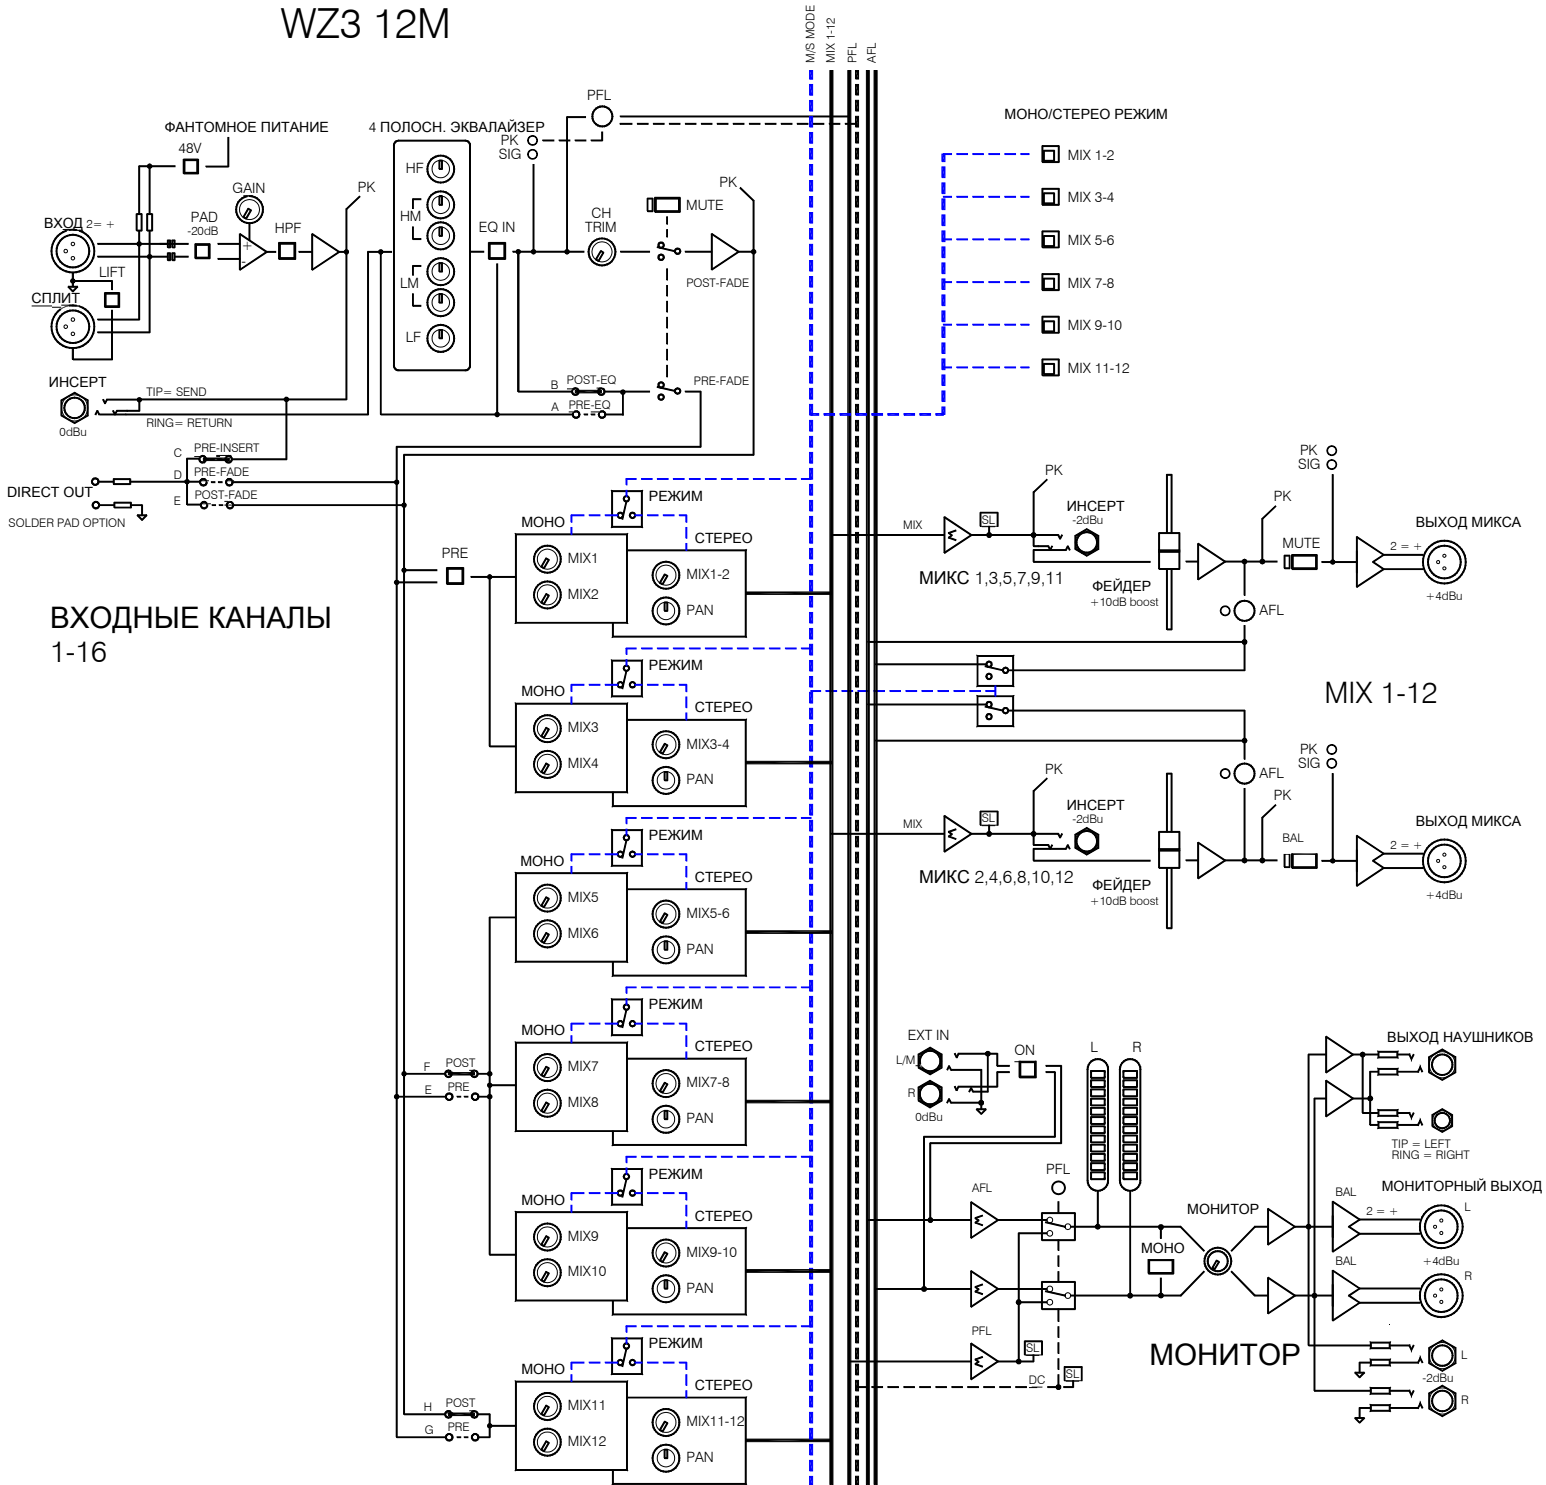 WZ3 12M
M/S MODE
MIX 1-12
PFL
AFL
ФАНТОМНОЕ ПИТАНИЕ
48V
GAIN
ВХОД 2= +
PAD
-20dB
HPF
+
-
PK
LIFT
СПЛИТ
ИНСЕРТ
0dBu
TIP= SEND
RING= RETURN
4 ПОЛОСН. ЭКВАЛАЙЗЕР
HF
HM
LM
LF
PK
SIG
EQ IN
PFL
CH
TRIM
MUTE
PK
POST-FADE
B POST-EQ
A PRE-EQ
PRE-FADE
C PRE-INSERT
D PRE-FADE
E POST-FADE
DIRECT OUT
SOLDER PAD OPTION
ВХОДНЫЕ КАНАЛЫ
1-16
PRE
РЕЖИМ
МОНО
СТЕРЕО
MIX1
MIX2
MIX1-2
PAN
РЕЖИМ
МОНО
СТЕРЕО
MIX3
MIX4
MIX3-4
PAN
РЕЖИМ
МОНО
СТЕРЕО
MIX5
MIX6
MIX5-6
PAN
РЕЖИМ
МОНО
СТЕРЕО
MIX7
MIX8
MIX7-8
PAN
F POST
E PRE
РЕЖИМ
МОНО
СТЕРЕО
MIX9
MIX10
MIX9-10
PAN
РЕЖИМ
МОНО
СТЕРЕО
MIX11
MIX12
MIX11-12
PAN
H POST
G PRE
МОНО/СТЕРЕО РЕЖИМ
MIX 1-2
MIX 3-4
MIX 5-6
MIX 7-8
MIX 9-10
MIX 11-12
MIX
Σ
SL
PK
ИНСЕРТ
-2dBu
МИКС 1,3,5,7,9,11
ФЕЙДЕР
+10dB boost
PK
MUTE
PK
SIG
AFL
ВЫХОД МИКСА
2 = +
+4dBu
MIX 1-12
MIX
Σ
SL
PK
ИНСЕРТ
-2dBu
МИКС 2,4,6,8,10,12
ФЕЙДЕР
+10dB boost
AFL
PK
BAL
PK
SIG
ВЫХОД МИКСА
2 = +
+4dBu
EXT IN
L/M
R
0dBu
ON
L
R
AFL
Σ
Σ
PFL
Σ
SL
DC
SL
PFL
МОНО
МОНИТОР
МОНИТОР
ВЫХОД НАУШНИКОВ
TIP = LEFT
RING = RIGHT
МОНИТОРНЫЙ ВЫХОД
BAL
2 = +
L
+4dBu
BAL
R
L
-2dBu
R